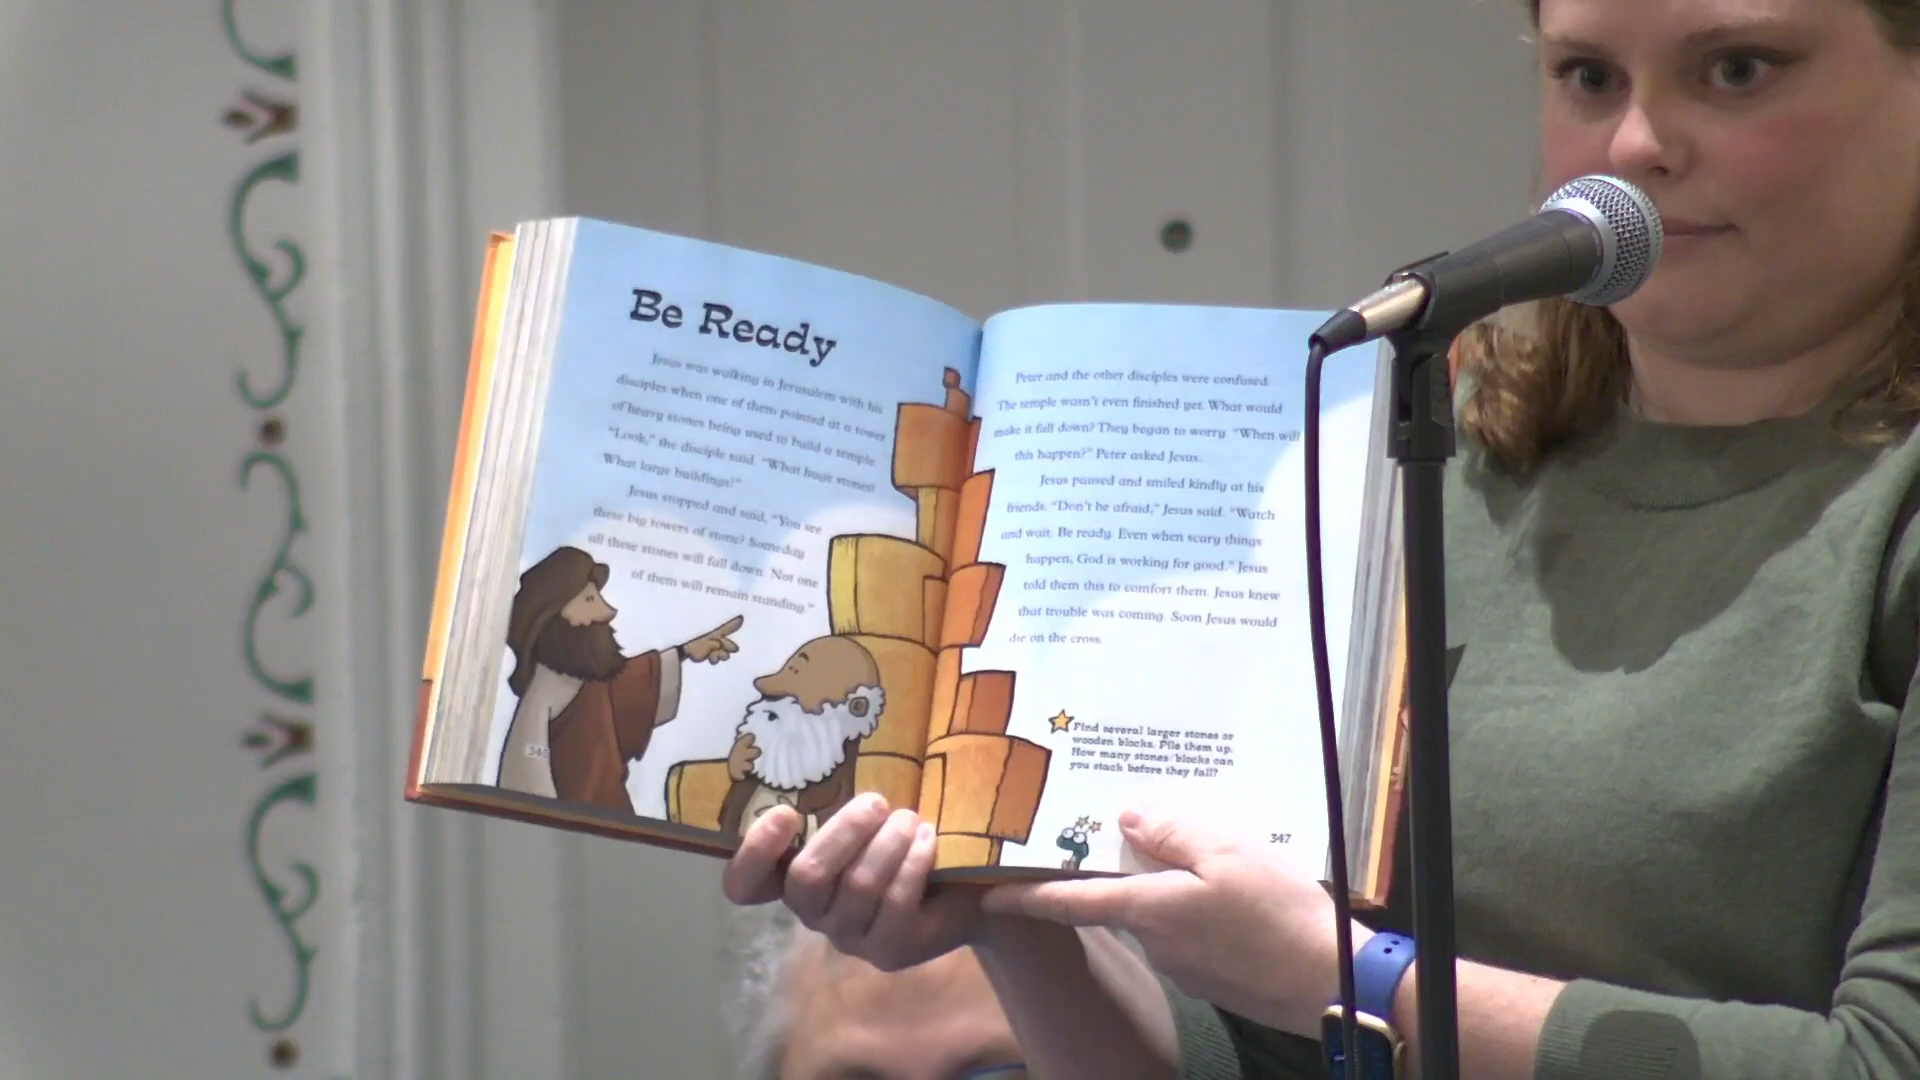 Be Ready
Jesus was walking in Jerusalem with his
disciples when one of them pointed at a tower
of heavy stones being used to build a temple.
"Look," the disciple said. "What huge stones!
What large buildings!"
Jesus stopped and said, "You see
these big towers of stone? Someday
all these stones will fall down. Not one
of them will remain standing."
346
Peter and the other disciples were confused.
The temple wasn't even finished yet. What would
make it fall down? They began to worry. "When will
this happen?" Peter asked Jesus.
Jesus paused and smiled kindly at his
friends. "Don't be afraid," Jesus said. "Watch
and wait. Be ready. Even when scary things
happen, God is working for good." Jesus
told them this to comfort them. Jesus knew
that trouble was coming. Soon Jesus would
die on the cross.
Find several larger stones or
wooden blocks. Pile them up.
How many stones/blocks can
you stack before they fall?
347